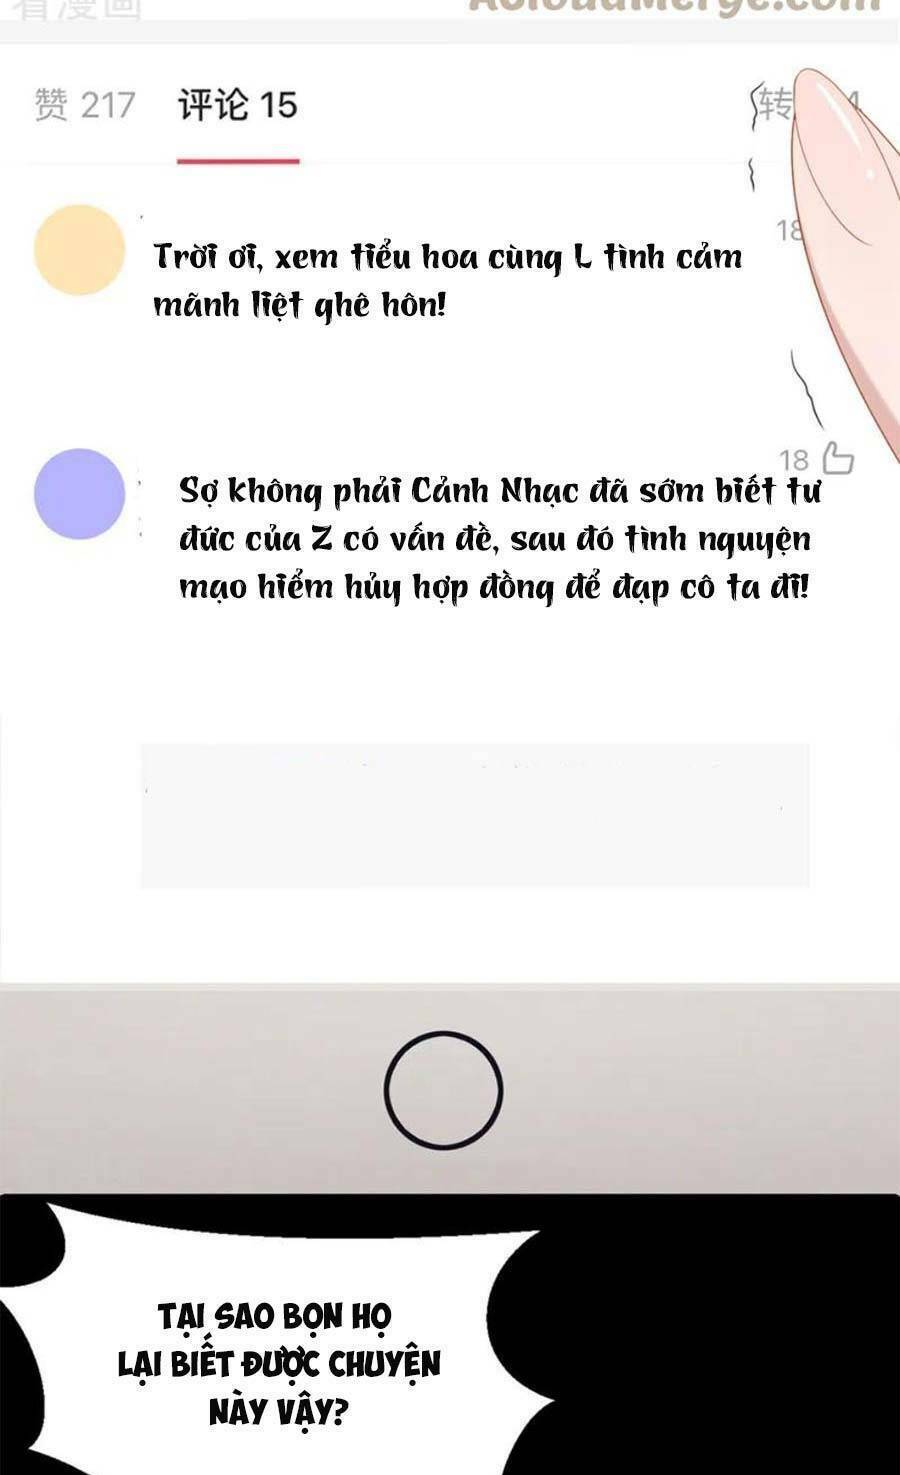 看漫画
AcloudMerge.com
赞 217 评论 15 转
18
Trời ơi, xem tiểu hoa cùng L tình cảm
mãnh liệt ghê hôn!
18
Sợ không phải Cảnh Nhạc đã sớm biết tư
đức của Z có vấn đề, sau đó tình nguyện
mạo hiểm hủy hợp đồng để đạp cô ta đi!
TẠI SAO BỌN HỌ
LẠI BIẾT ĐƯỢC CHUYỆN
NÀY VẬY?